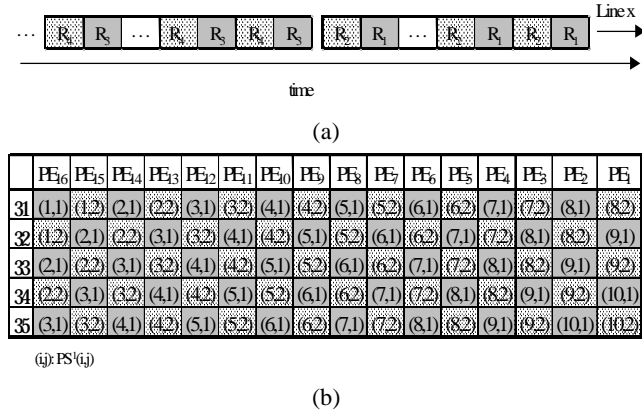 Line x
… R4 R3 … R4 R3 R4 R3 R2 R1 … R2 R1 R2 R1
time
(a)
PE16 PE15 PE14 PE13 PE12 PE11 PE10 PE9 PE8 PE7 PE6 PE5 PE4 PE3 PE2 PE1
31 (1,1) (1,2) (2,1) (2,2) (3,1) (3,2) (4,1) (4,2) (5,1) (5,2) (6,1) (6,2) (7,1) (7,2) (8,1) (8,2)
32 (1,2) (2,1) (2,2) (3,1) (3,2) (4,1) (4,2) (5,1) (5,2) (6,1) (6,2) (7,1) (7,2) (8,1) (8,2) (9,1)
33 (2,1) (2,2) (3,1) (3,2) (4,1) (4,2) (5,1) (5,2) (6,1) (6,2) (7,1) (7,2) (8,1) (8,2) (9,1) (9,2)
34 (2,2) (3,1) (3,2) (4,1) (4,2) (5,1) (5,2) (6,1) (6,2) (7,1) (7,2) (8,1) (8,2) (9,1) (9,2) (10,1)
35 (3,1) (3,2) (4,1) (4,2) (5,1) (5,2) (6,1) (6,2) (7,1) (7,2) (8,1) (8,2) (9,1) (9,2) (10,1) (10,2)
(i,j): PS¹(i,j)
(b)